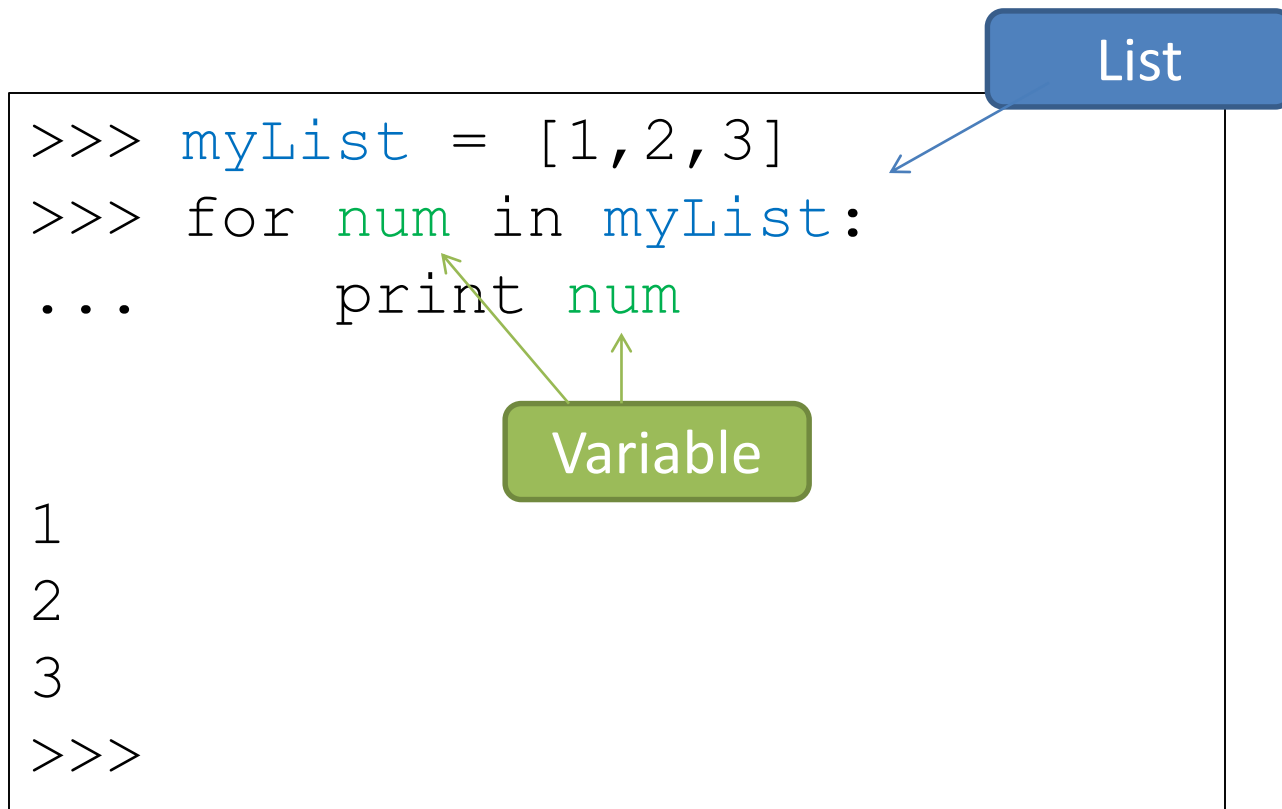 List
>>> myList = [1,2,3]
>>> for num in myList:
...     print num
Variable
1
2
3
>>>